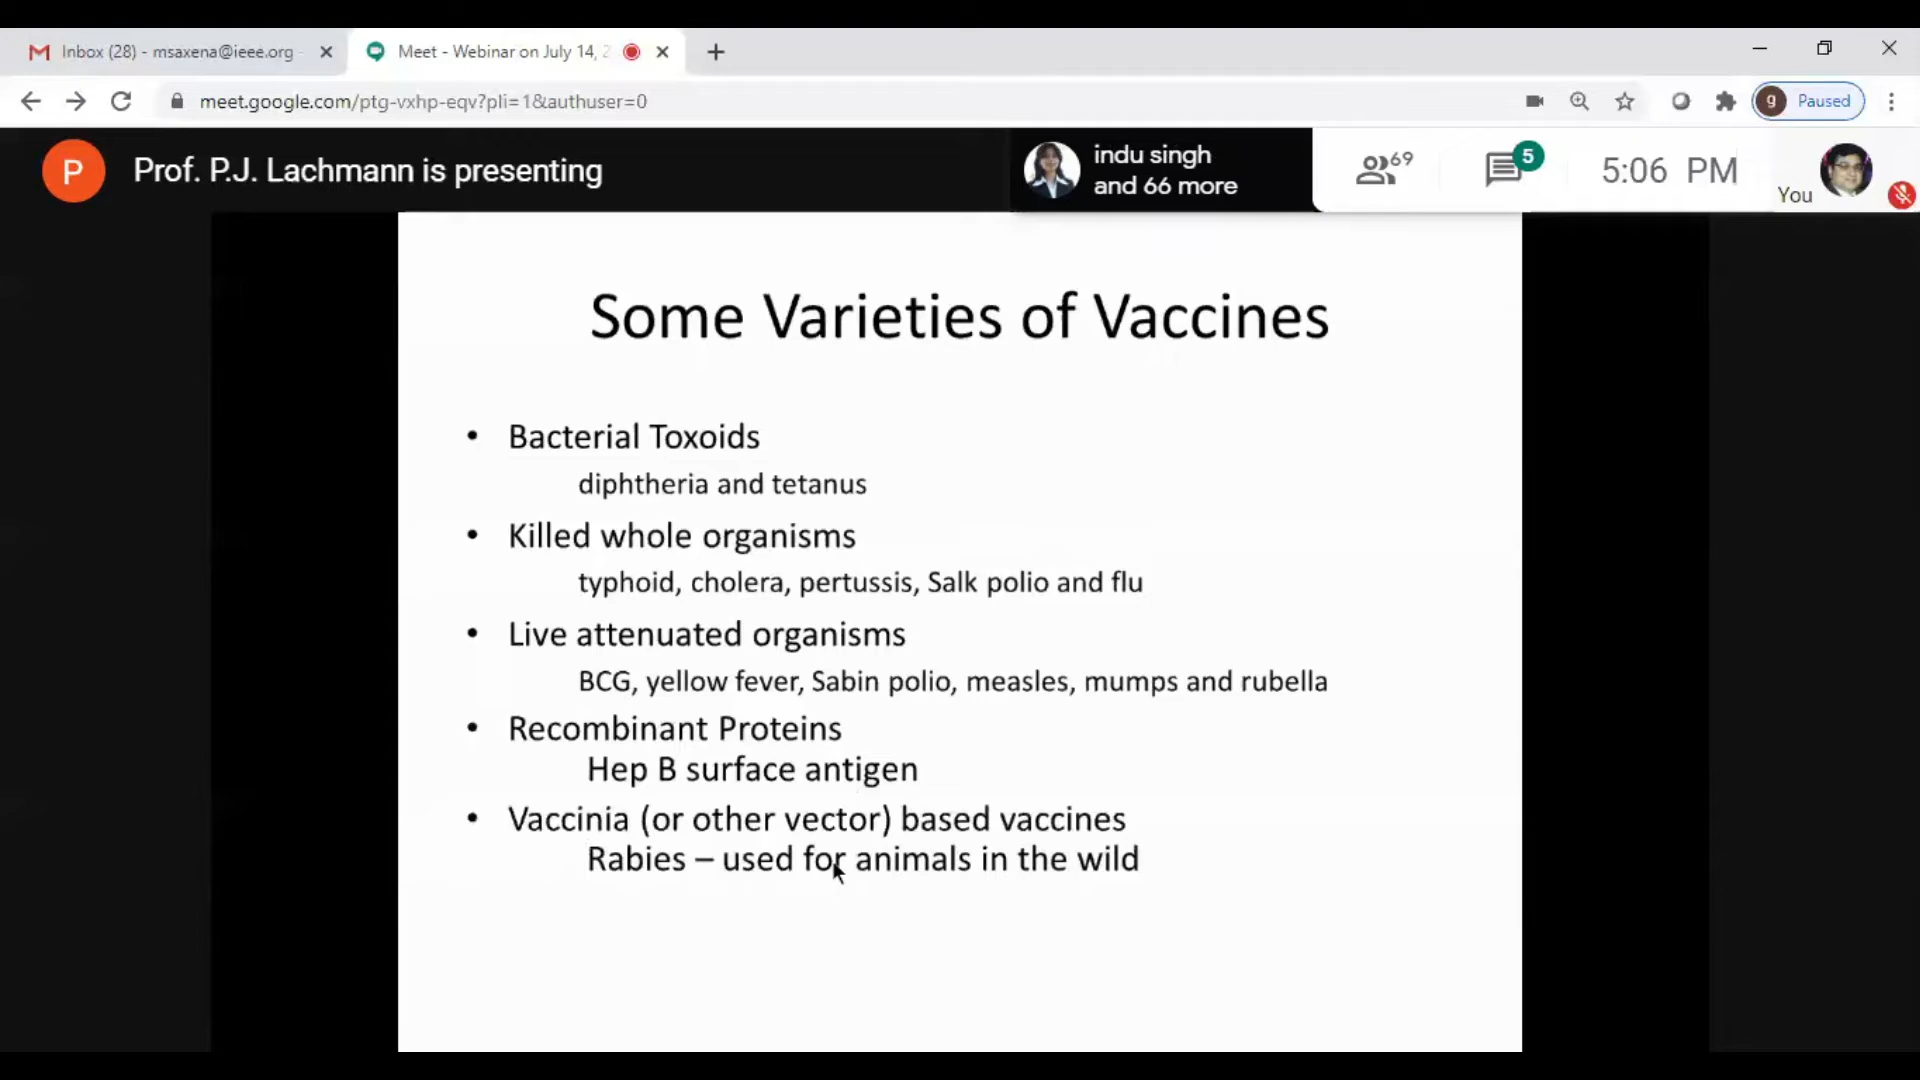 Inbox (28) - msaxena@ieee.org
Meet - Webinar on July 14, 2
meet.google.com/ptg-vxhp-eqv?pli=1&authuser=0
g
Paused
P
Prof. P.J. Lachmann is presenting
indu singh
and 66 more
69
5
5:06 PM
You
Some Varieties of Vaccines
• Bacterial Toxoids
diphtheria and tetanus
• Killed whole organisms
typhoid, cholera, pertussis, Salk polio and flu
• Live attenuated organisms
BCG, yellow fever, Sabin polio, measles, mumps and rubella
• Recombinant Proteins
Hep B surface antigen
• Vaccinia (or other vector) based vaccines
Rabies – used for animals in the wild